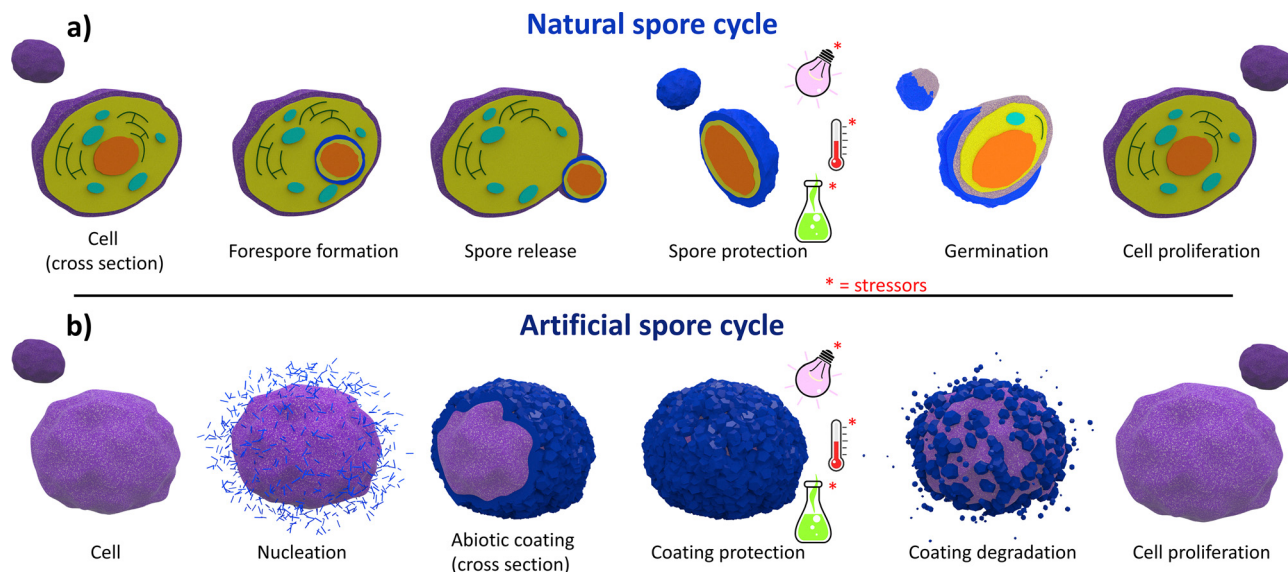 a)
Natural spore cycle
*
*
*
Cell
(cross section)
Forespore formation
Spore release
Spore protection
Germination
Cell proliferation
* = stressors
b)
Artificial spore cycle
*
*
*
Cell
Nucleation
Abiotic coating
(cross section)
Coating protection
Coating degradation
Cell proliferation